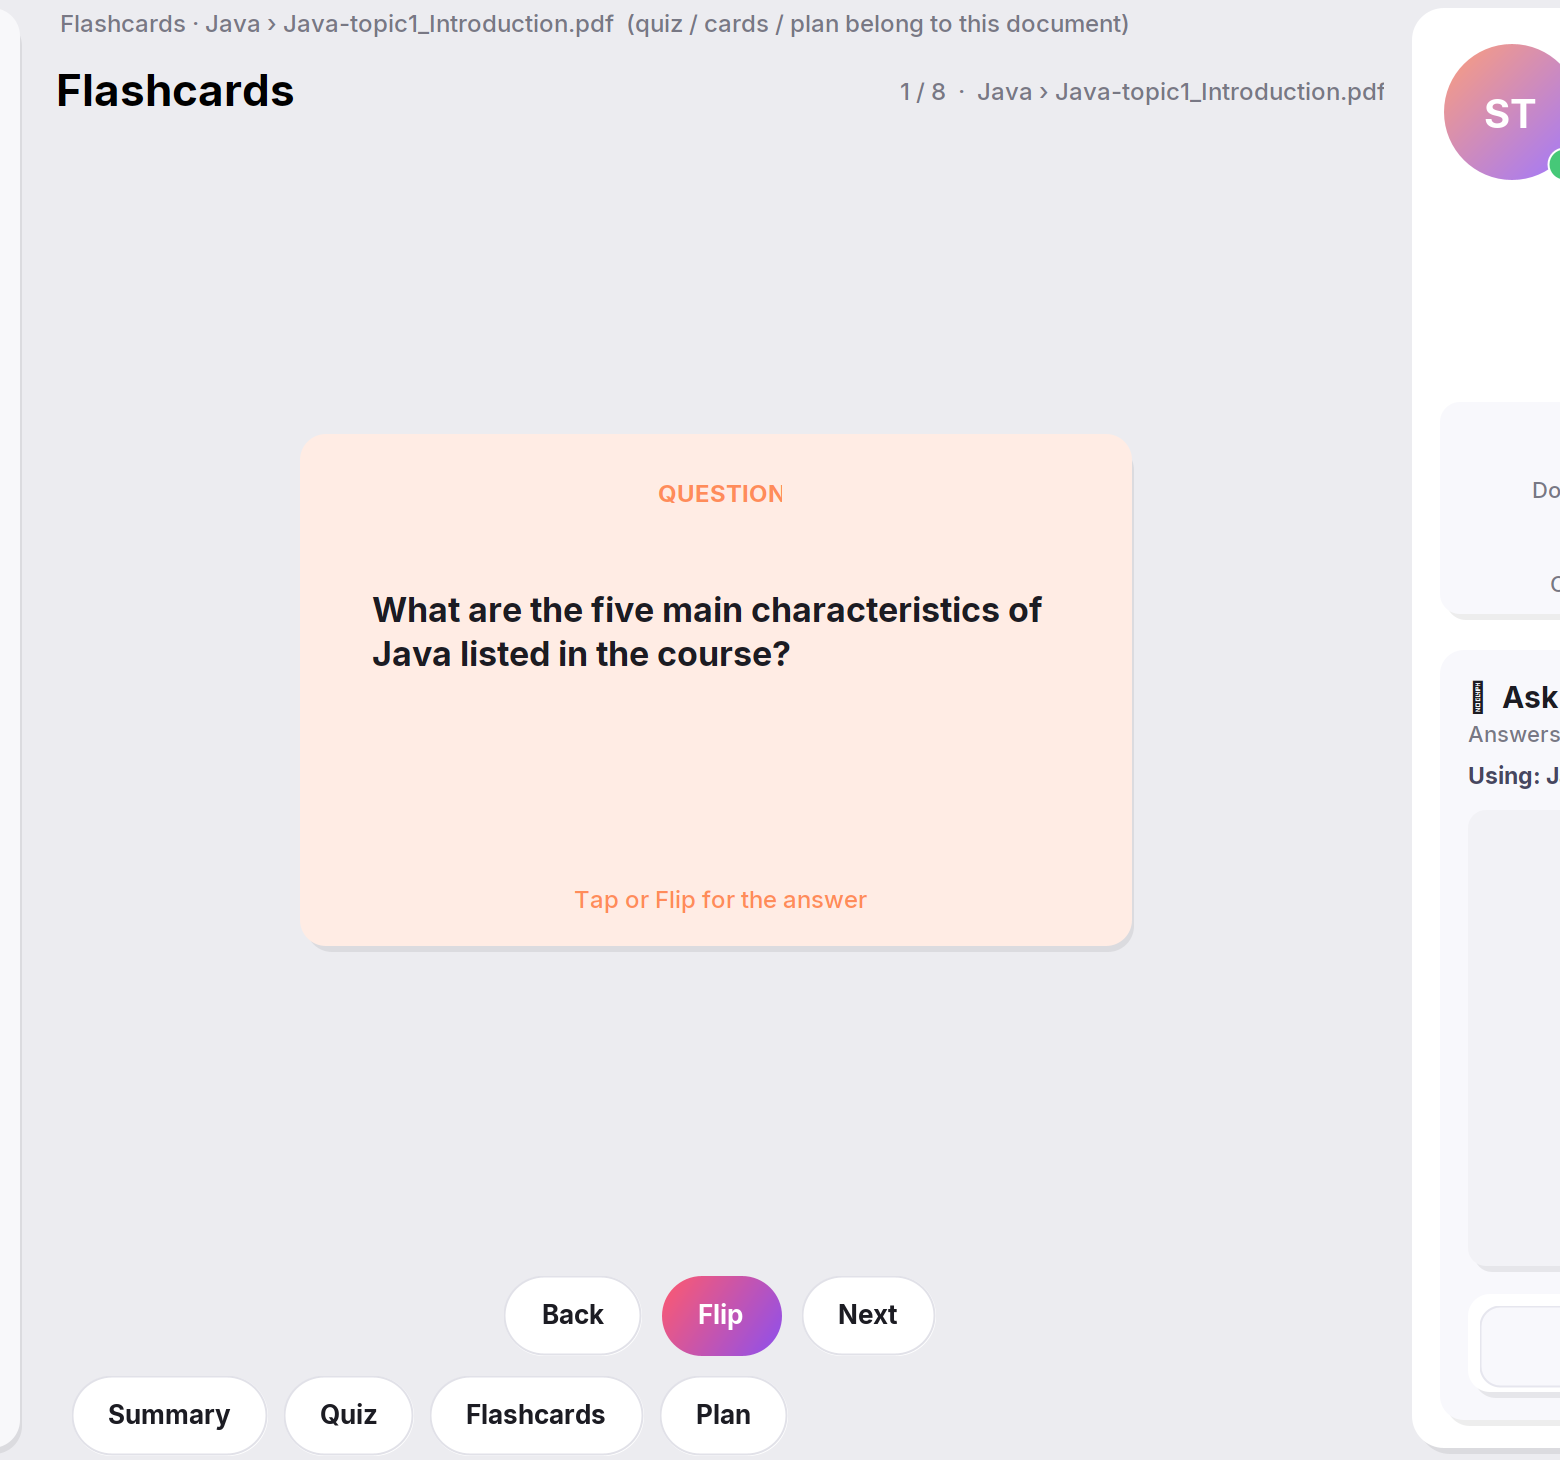 Flashcards · Java › Java-topic1_Introduction.pdf (quiz / cards / plan belong to this document)
Flashcards
1 / 8 · Java › Java-topic1_Introduction.pdf
ST
QUESTION
What are the five main characteristics of
Java listed in the course?
Tap or Flip for the answer
Back
Flip
Next
Summary
Quiz
Flashcards
Plan
Do
Ask
Answers
Using: J